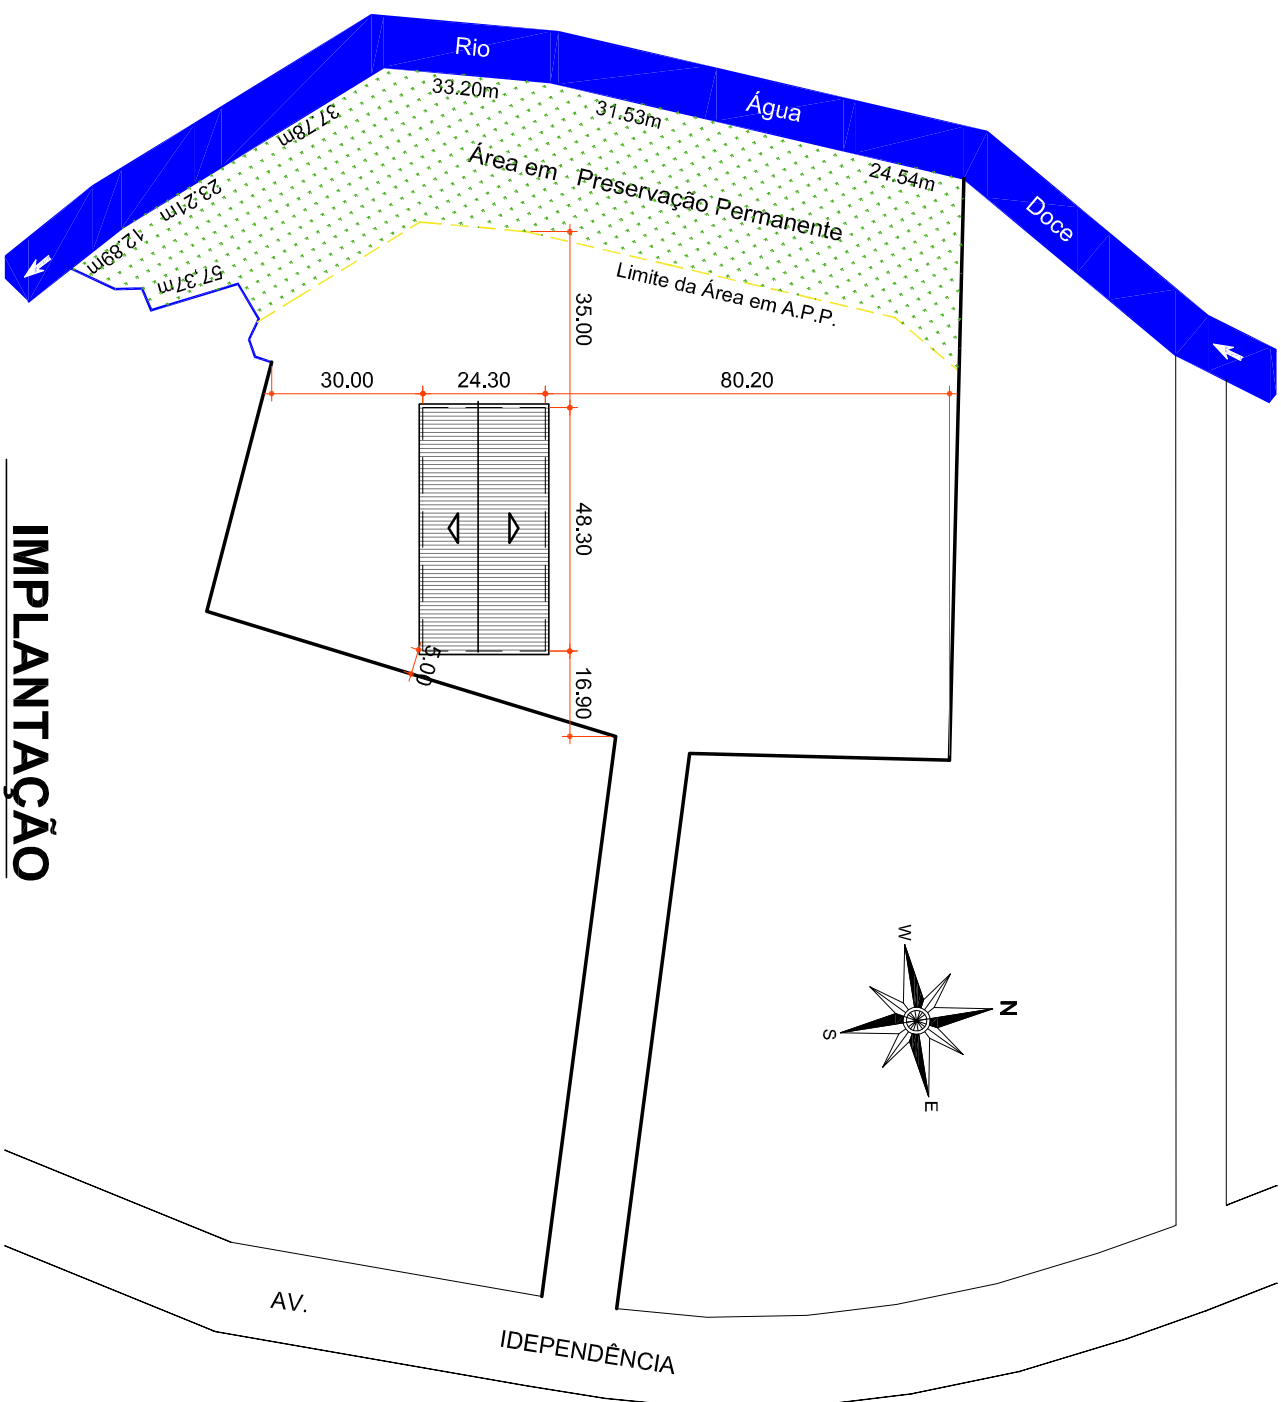 Rio
Água
Doce
33.20m
31.53m
24.54m
37.78m
23.21m
12.89m
57.37m
Área em Preservação Permanente
Limite da Área em A.P.P.
35.00
30.00
24.30
80.20
48.30
5.00
16.90
IMPLANTAÇÃO
W
N
S
E
AV.
IDEPENDÊNCIA